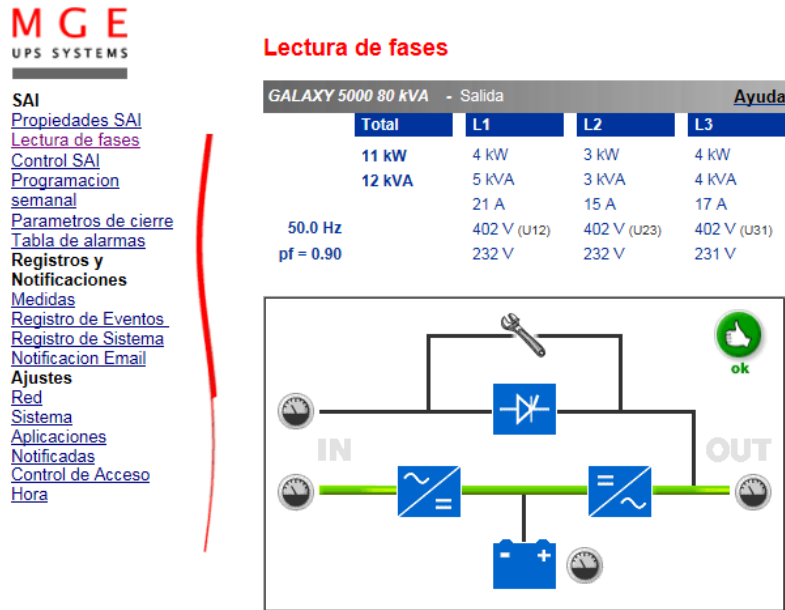 MGE
UPS SYSTEMS
SAI
Propiedades SAI
Lectura de fases
Control SAI
Programacion
semanal
Parametros de cierre
Tabla de alarmas
Registros y
Notificaciones
Medidas
Registro de Eventos
Registro de Sistema
Notificacion Email
Ajustes
Red
Sistema
Aplicaciones
Notificadas
Control de Acceso
Hora
Lectura de fases
GALAXY 5000 80 kVA - Salida Ayuda
Total L1 L2 L3
11 kW 4 kW 3 kW 4 kW
12 kVA 5 kVA 3 kVA 4 kVA
21 A 15 A 17 A
50.0 Hz 402 V (U12) 402 V (U23) 402 V (U31)
pf = 0.90 232 V 232 V 231 V
ok
IN OUT